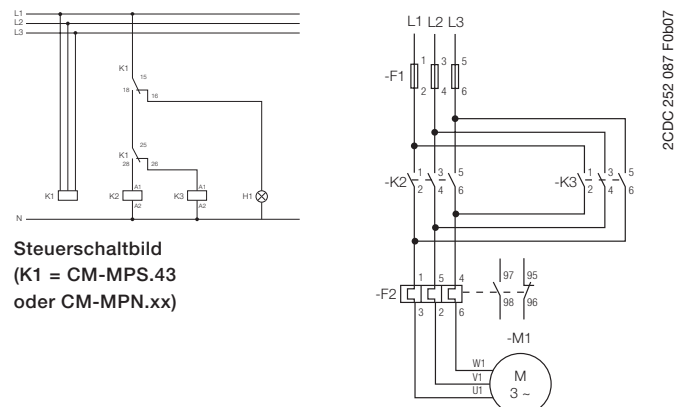 L1
L2
L3
K1
15
18
16
K1
25
28
26
K1
K2
A1
A2
K3
A1
A2
H1
N
Steuerschaltbild
(K1 = CM-MPS.43
oder CM-MPN.xx)
L1 L2 L3
-F1
1 3 5
2 4 6
-K2
1 3 5
2 4 6
-K3
1 3 5
2 4 6
-F2
1 5 4
3 2 6
97 95
98 96
-M1
W1
V1
U1
M
3 ~
2CDC 252 087 F0b07